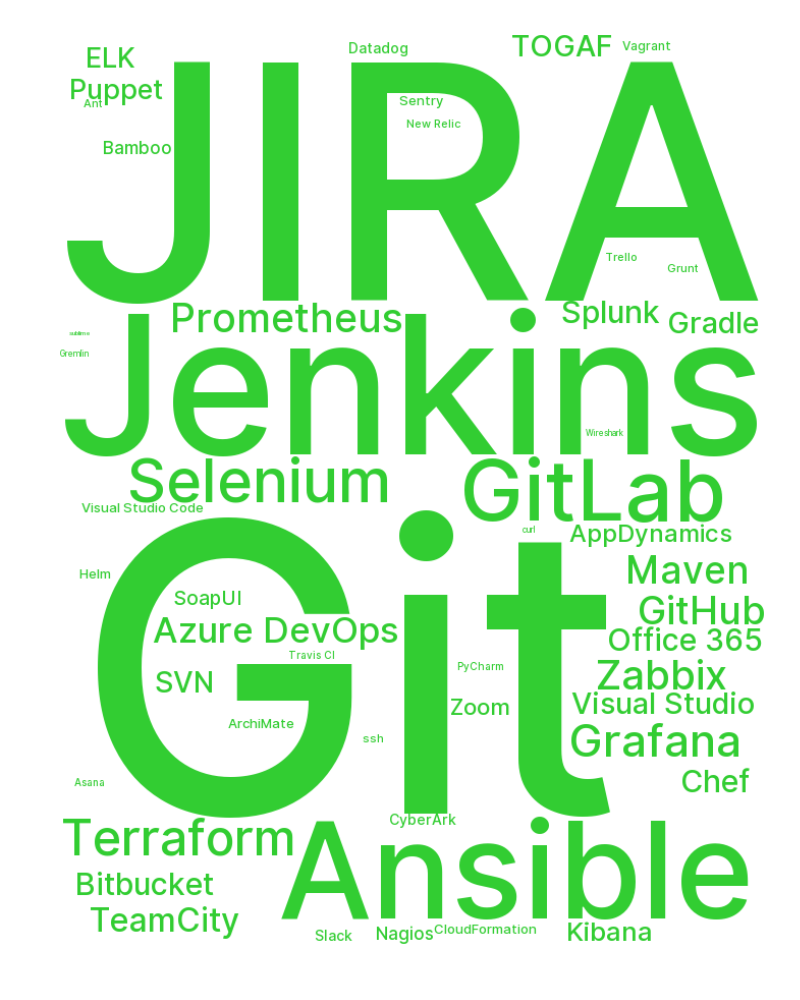 TOGAF
Vagrant
Datadog
ELK
Puppet
Ant
Sentry
New Relic
Bamboo
JIRA
Trello
Grunt
Prometheus
Splunk
Gradle
Gremlin
Jenkins
Wireshark
Selenium
GitLab
Visual Studio Code
curl
AppDynamics
Maven
Helm
SoapUI
GitHub
Azure DevOps
Office 365
Travis CI
Git
PyCharm
Zabbix
SVN
Visual Studio
Zoom
ArchiMate
ssh
Grafana
Asana
Chef
CyberArk
Terraform
Ansible
Bitbucket
TeamCity
Slack
Nagios
CloudFormation
Kibana